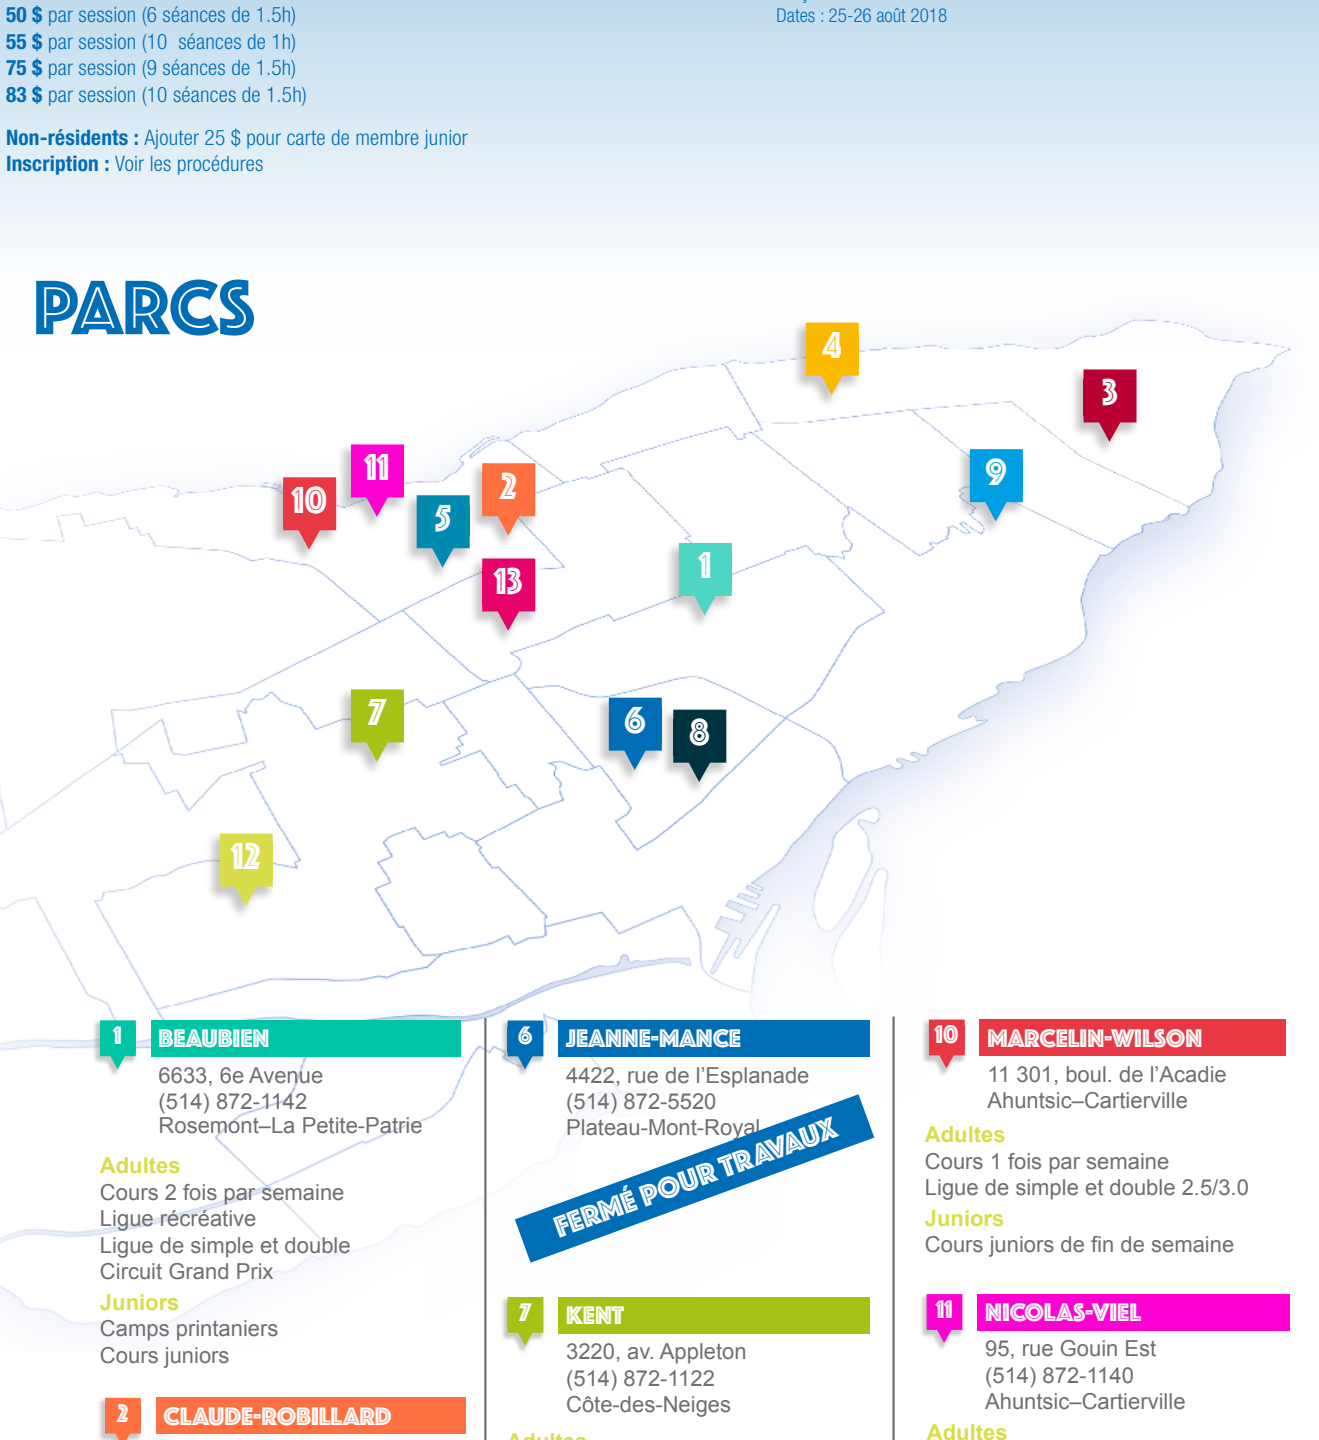 50 $ par session (6 séances de 1.5h)
55 $ par session (10 séances de 1h)
75 $ par session (9 séances de 1.5h)
83 $ par session (10 séances de 1.5h)
Non-résidents : Ajouter 25 $ pour carte de membre junior
Inscription : Voir les procédures
Dates : 25-26 août 2018
PARCS
4
3
11
10
2
9
5
1
13
7
6
8
12
1 BEAUBIEN
6633, 6e Avenue
(514) 872-1142
Rosemont–La Petite-Patrie
Adultes
Cours 2 fois par semaine
Ligue récréative
Ligue de simple et double
Circuit Grand Prix
Juniors
Camps printaniers
Cours juniors
2 CLAUDE-ROBILLARD
6 JEANNE-MANCE
4422, rue de l'Esplanade
(514) 872-5520
Plateau-Mont-Royal
FERMÉ POUR TRAVAUX
7 KENT
3220, av. Appleton
(514) 872-1122
Côte-des-Neiges
Adultes
10 MARCELIN-WILSON
11 301, boul. de l'Acadie
Ahuntsic–Cartierville
Adultes
Cours 1 fois par semaine
Ligue de simple et double 2.5/3.0
Juniors
Cours juniors de fin de semaine
11 NICOLAS-VIEL
95, rue Gouin Est
(514) 872-1140
Ahuntsic–Cartierville
Adultes